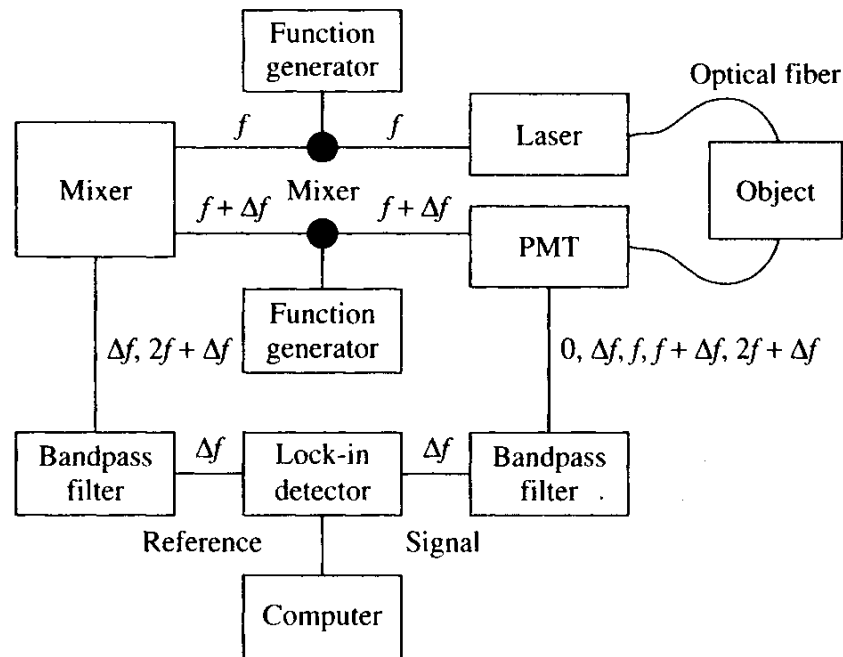 Function
generator
Optical fiber
f
f
Laser
Mixer
Mixer
Object
f + Δf
f + Δf
PMT
Function
generator
Δf, 2f + Δf
0, Δf, f, f + Δf, 2f + Δf
Bandpass
filter
Δf
Lock-in
detector
Δf
Bandpass
filter
Reference
Signal
Computer